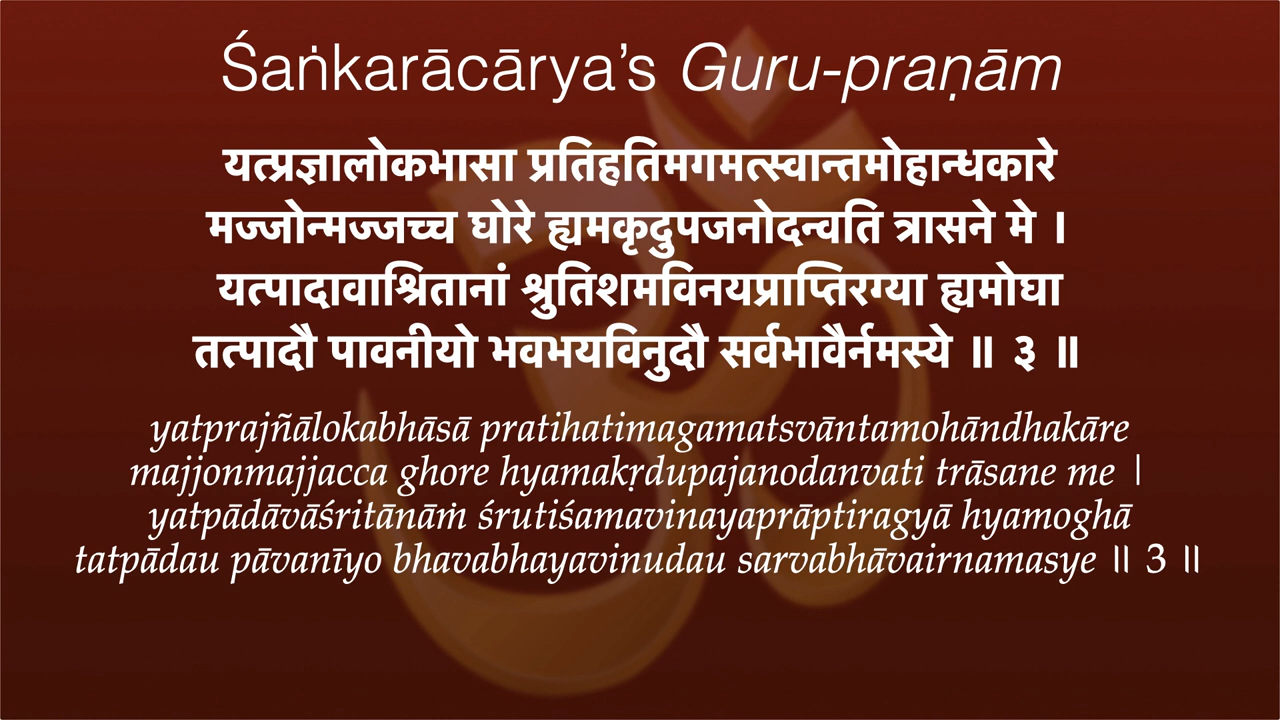 Śaṅkarācārya’s Guru-praṇām
यत्प्रज्ञालोकभासा प्रतिहतिमगमत्स्वान्तमोहान्धकारे
मज्जोन्मज्जच्च घोरे ह्यमकृदुपजनोदन्वति त्रासने मे ।
यत्पादावाश्रितानां श्रुतिशमविनयप्राप्तिरग्या ह्यमोघा
तत्पादौ पावनीयो भवभयविनुदौ सर्वभावैर्नमस्ये ॥ ३ ॥
yatprajñālokabhāsā pratihatimagamatsvāntamohāndhakāre
majjonmajjacca ghore hyamakṛdupajanodanvati trāsane me |
yatpādāvāśritānāṁ śrutiśamavinayaprāptiragyā hyamoghā
tatpādau pāvanīyo bhavabhayavinudau sarvabhāvairnamasye ॥ 3 ॥